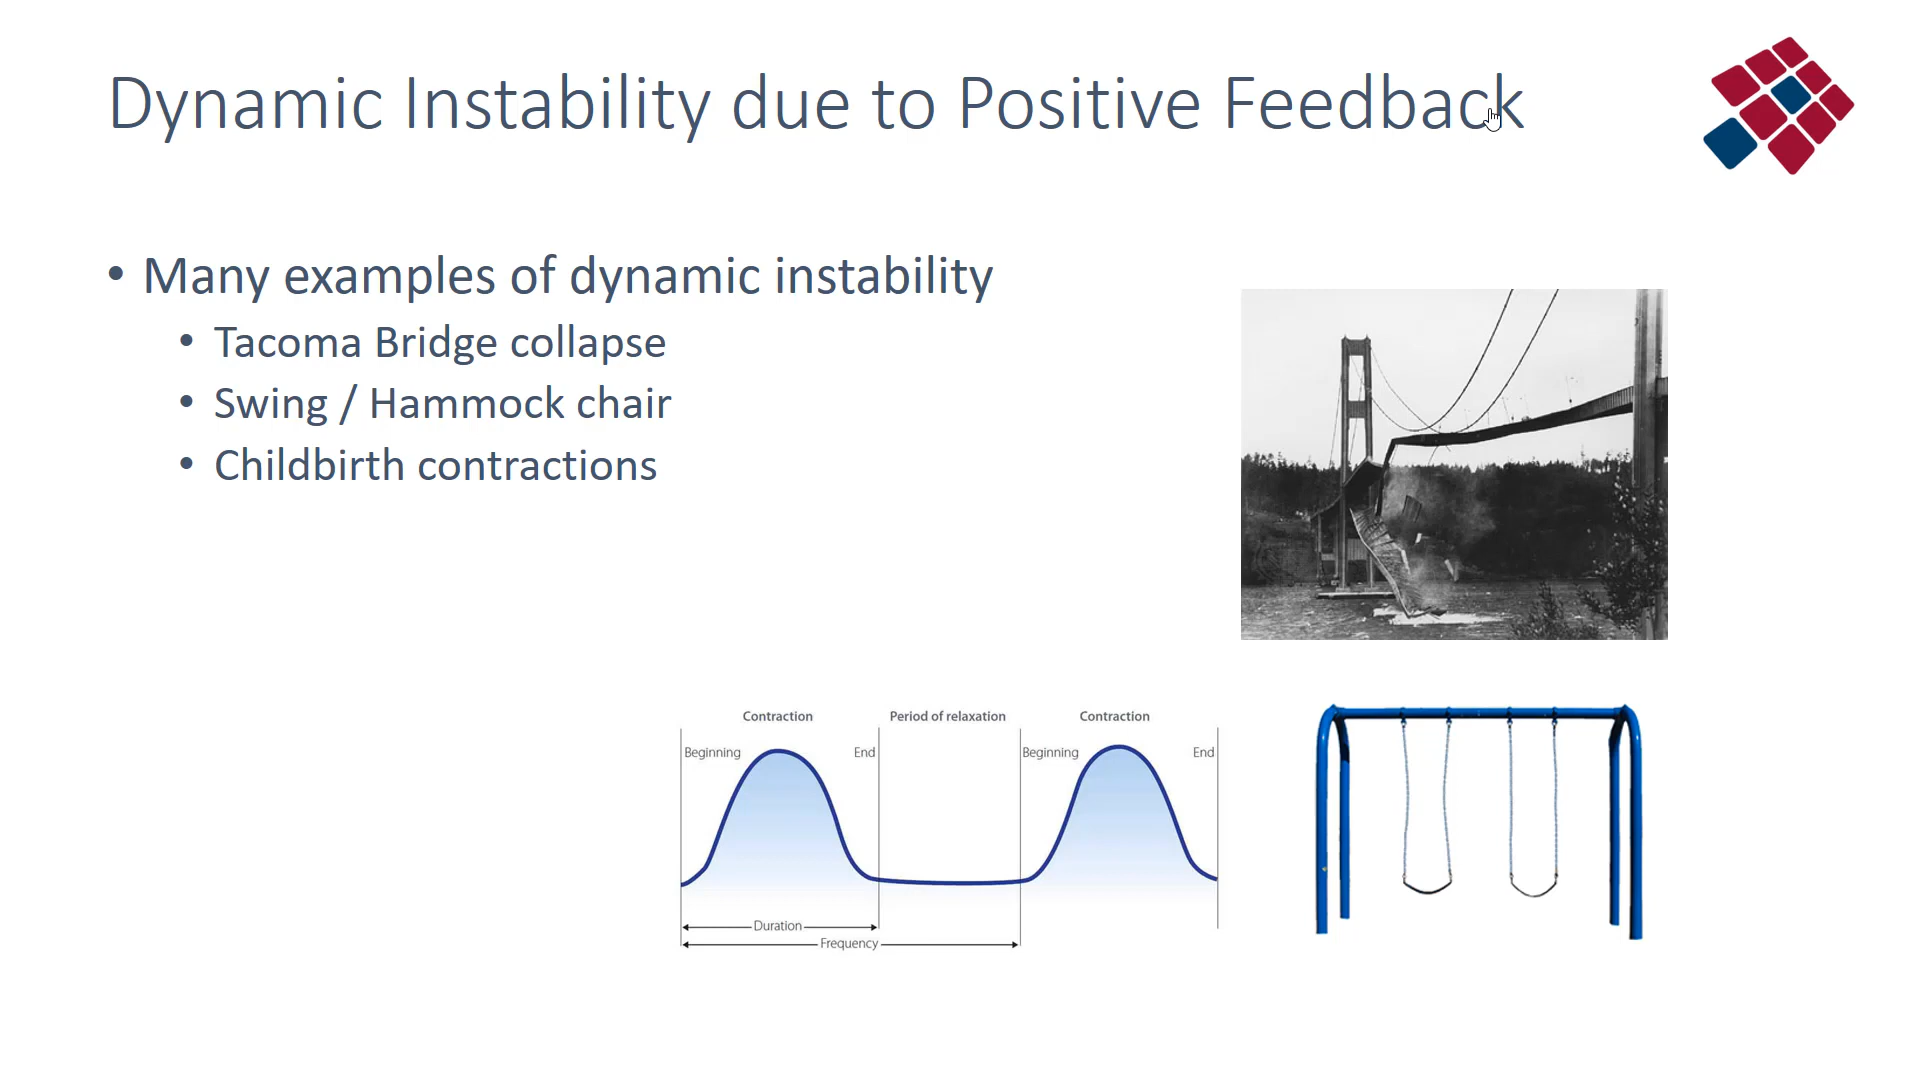 Dynamic Instability due to Positive Feedback
• Many examples of dynamic instability
• Tacoma Bridge collapse
• Swing / Hammock chair
• Childbirth contractions
Contraction Period of relaxation Contraction
Beginning End Beginning End
Duration
Frequency